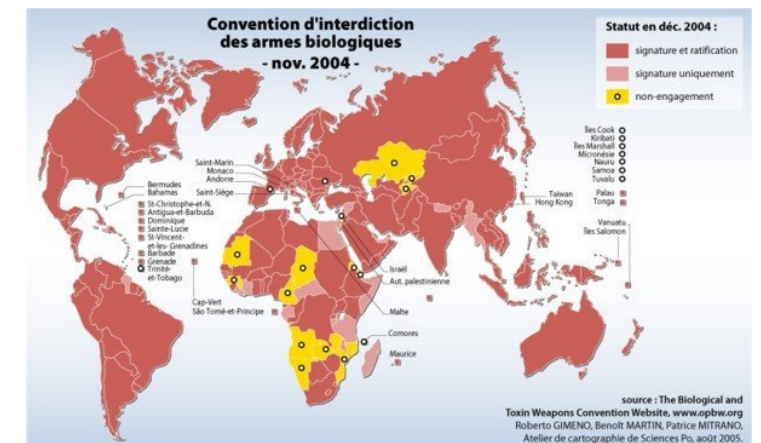 Convention d'interdiction
des armes biologiques
- nov. 2004 -
Statut en déc. 2004 :
signature et ratification
signature uniquement
non-engagement
Îles Cook
Kiribati
Îles Marshall
Micronésie
Nauru
Samoa
Tuvalu
Palau
Tonga
Vanuatu
Îles Salomon
Taiwan
Hong Kong
Saint-Marin
Monaco
Andorre
Saint-Siège
Bermudes
Bahamas
St-Christophe-et-N.
Antigua-et-Barbuda
Dominique
Sainte-Lucie
St-Vincent-
et-les- Grenadines
Barbade
Grenade
Trinité-
et-Tobago
Cap-Vert
São Tomé-et-Principe
Israël
Aut. palestinienne
Malte
Comores
Maurice
source : The Biological and
Toxin Weapons Convention Website, www.opbw.org
Roberto GIMENO, Benoît MARTIN, Patrice MITRANO,
Atelier de cartographie de Sciences Po, août 2005.